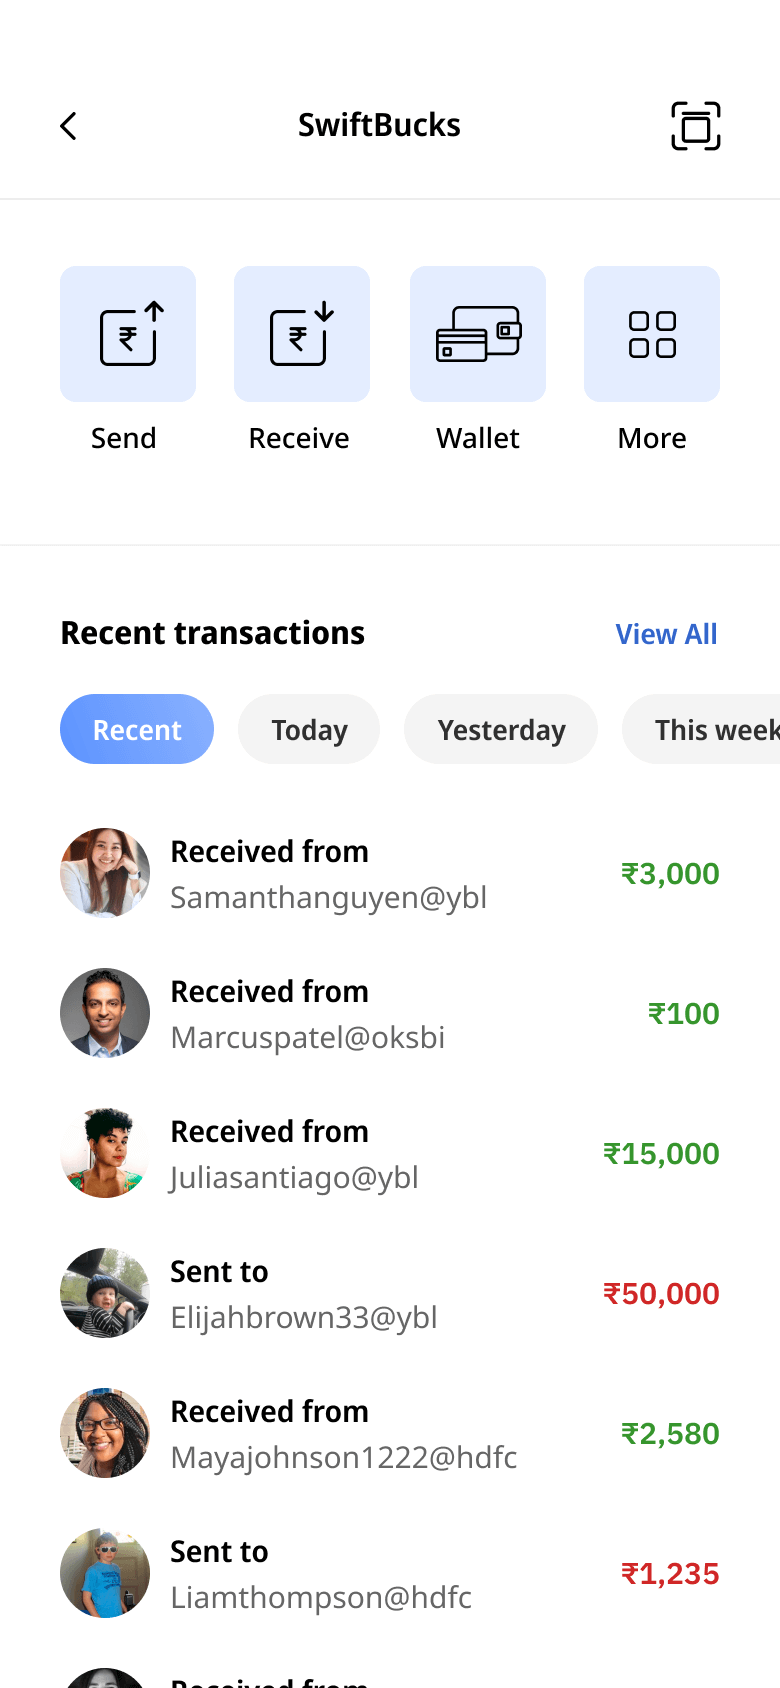 SwiftBucks
₹
₹
Send
Receive
Wallet
More
Recent transactions
View All
Recent
Today
Yesterday
This week
Received from
Samanthanguyen@ybl
₹3,000
Received from
Marcuspatel@oksbi
₹100
Received from
Juliasantiago@ybl
₹15,000
Sent to
Elijahbrown33@ybl
₹50,000
Received from
Mayajohnson1222@hdfc
₹2,580
Sent to
Liamthompson@hdfc
₹1,235
Received from